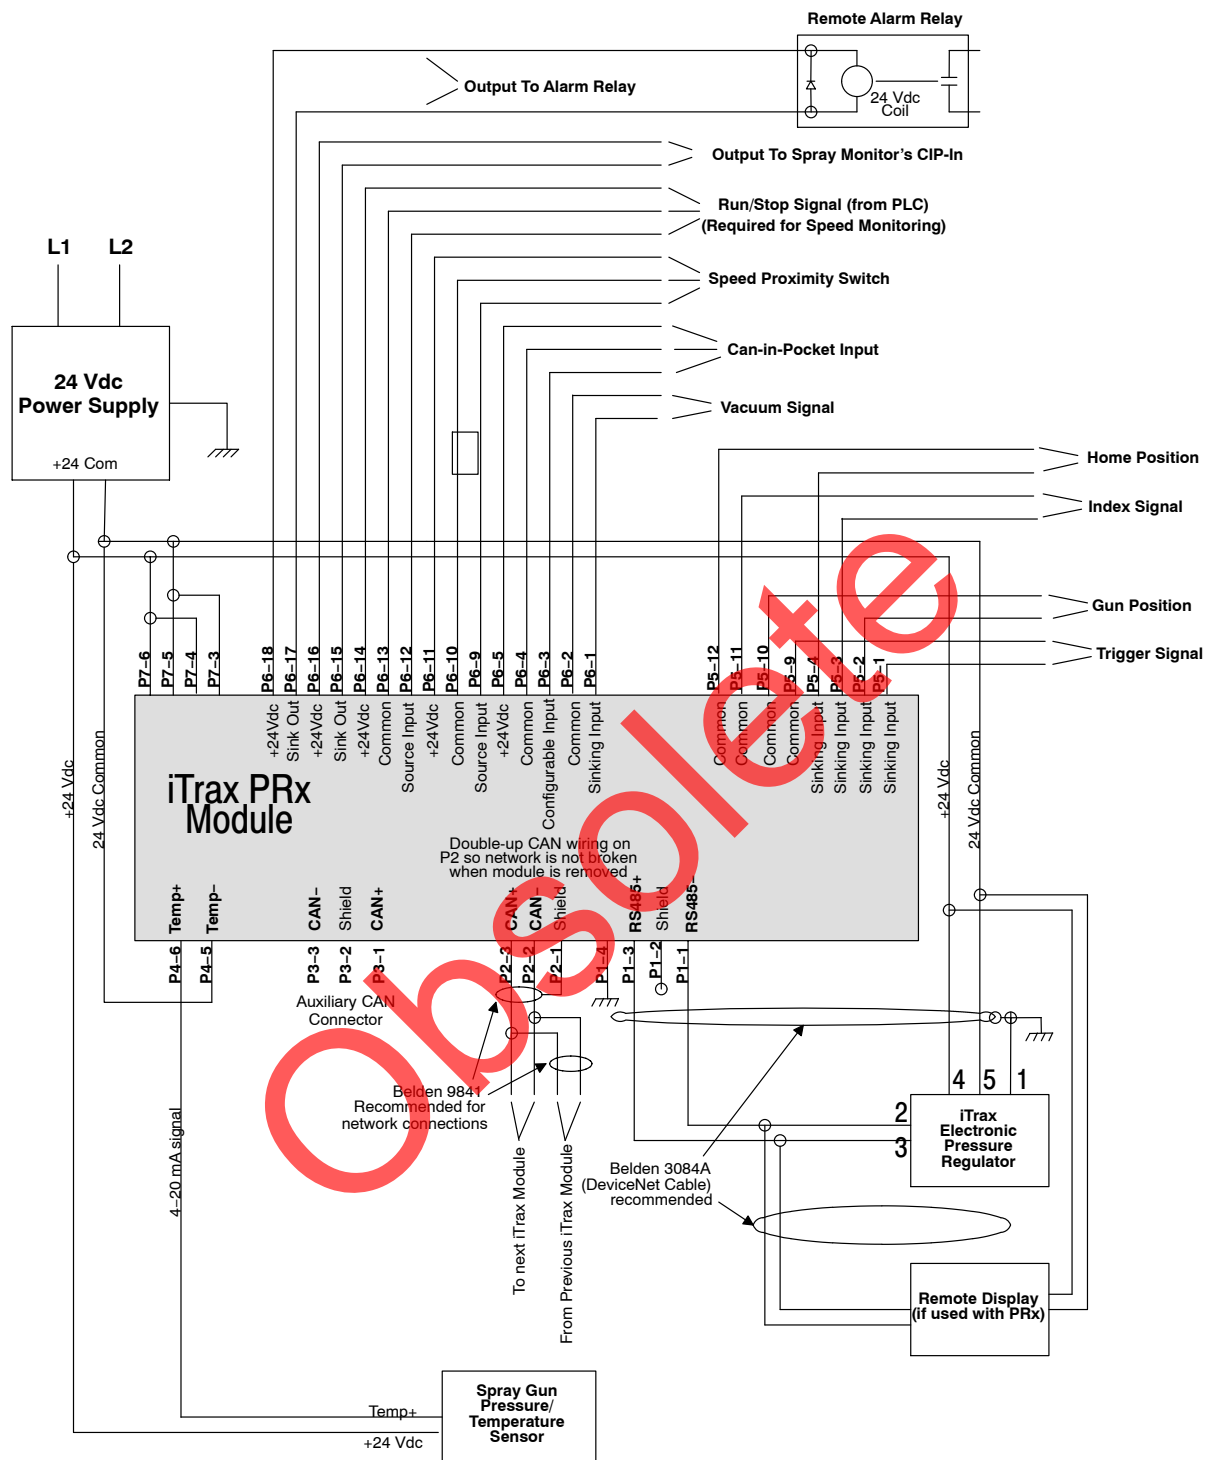 Remote Alarm Relay
24 Vdc
Coil
Output To Alarm Relay
Output To Spray Monitor's CIP-In
Run/Stop Signal (from PLC)
(Required for Speed Monitoring)
Speed Proximity Switch
Can-in-Pocket Input
Vacuum Signal
L1 L2
24 Vdc
Power Supply
+24 Com
Home Position
Index Signal
Gun Position
Trigger Signal
P7–6
P7–5
P7–4
P7–3
P6–18
P6–17
P6–16
P6–15
P6–14
P6–13
P6–12
P6–11
P6–10
P6–9
P6–5
P6–4
P6–3
P6–2
P6–1
P5–12
P5–11
P5–10
P5–9
P5–4
P5–3
P5–2
P5–1
+24Vdc
Sink Out
+24Vdc
Sink Out
+24Vdc
Common
Source Input
+24Vdc
Common
Source Input
+24Vdc
Common
Configurable Input
Common
Sinking Input
Common
Common
Common
Common
Sinking Input
Sinking Input
Sinking Input
Sinking Input
+24 Vdc
24 Vdc Common
iTrax PRx
Module
Double-up CAN wiring on
P2 so network is not broken
when module is removed
+24 Vdc
24 Vdc Common
Temp+
Temp–
CAN–
Shield
CAN+
CAN+
CAN–
Shield
RS485+
Shield
RS485–
P4–6
P4–5
P3–3
P3–2
P3–1
P2–3
P2–2
P2–1
P1–4
P1–3
P1–2
P1–1
Auxiliary CAN
Connector
Belden 9841
Recommended for
network connections
4–20 mA signal
To next iTrax Module
From Previous iTrax Module
Belden 3084A
(DeviceNet Cable)
recommended
4 5 1
2
3
iTrax
Electronic
Pressure
Regulator
Remote Display
(if used with PRx)
Temp+
+24 Vdc
Spray Gun
Pressure/
Temperature
Sensor
Obsolete